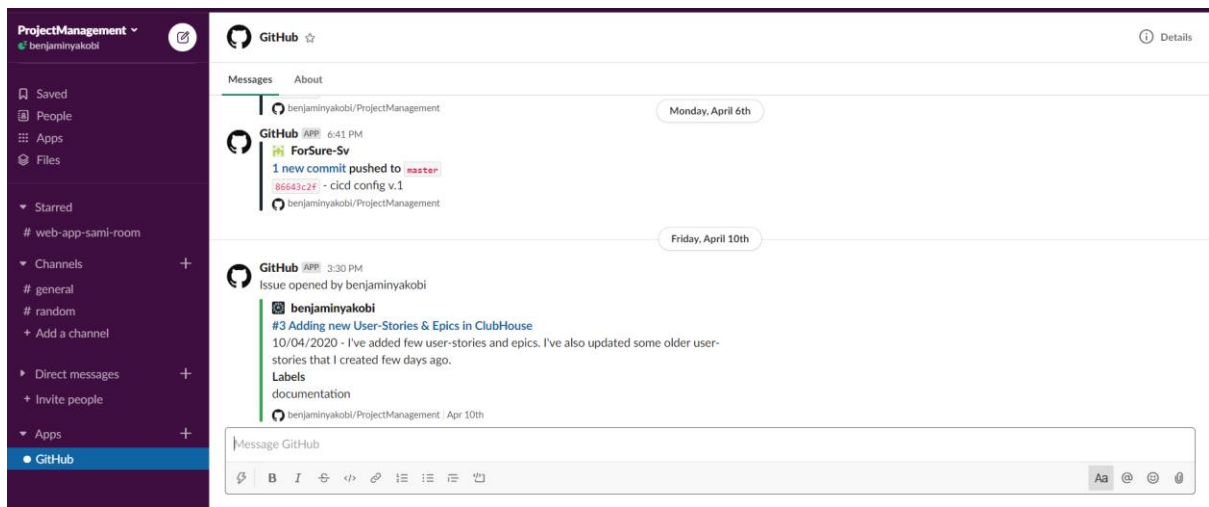 ProjectManagement
benjaminyakobi
Saved
People
Apps
Files
Starred
# web-app-sami-room
Channels +
# general
# random
+ Add a channel
Direct messages +
+ Invite people
Apps +
GitHub
GitHub
Details
Messages About
benjaminyakobi/ProjectManagement
Monday, April 6th
GitHub APP 6:41 PM
ForSure-Sv
1 new commit pushed to master
86643c2f - cicd config v.1
benjaminyakobi/ProjectManagement
Friday, April 10th
GitHub APP 3:30 PM
Issue opened by benjaminyakobi
benjaminyakobi
#3 Adding new User-Stories & Epics in ClubHouse
10/04/2020 - I've added few user-stories and epics. I've also updated some older user-
stories that I created few days ago.
Labels
documentation
benjaminyakobi/ProjectManagement | Apr 10th
Message GitHub
B I S </> Aa @